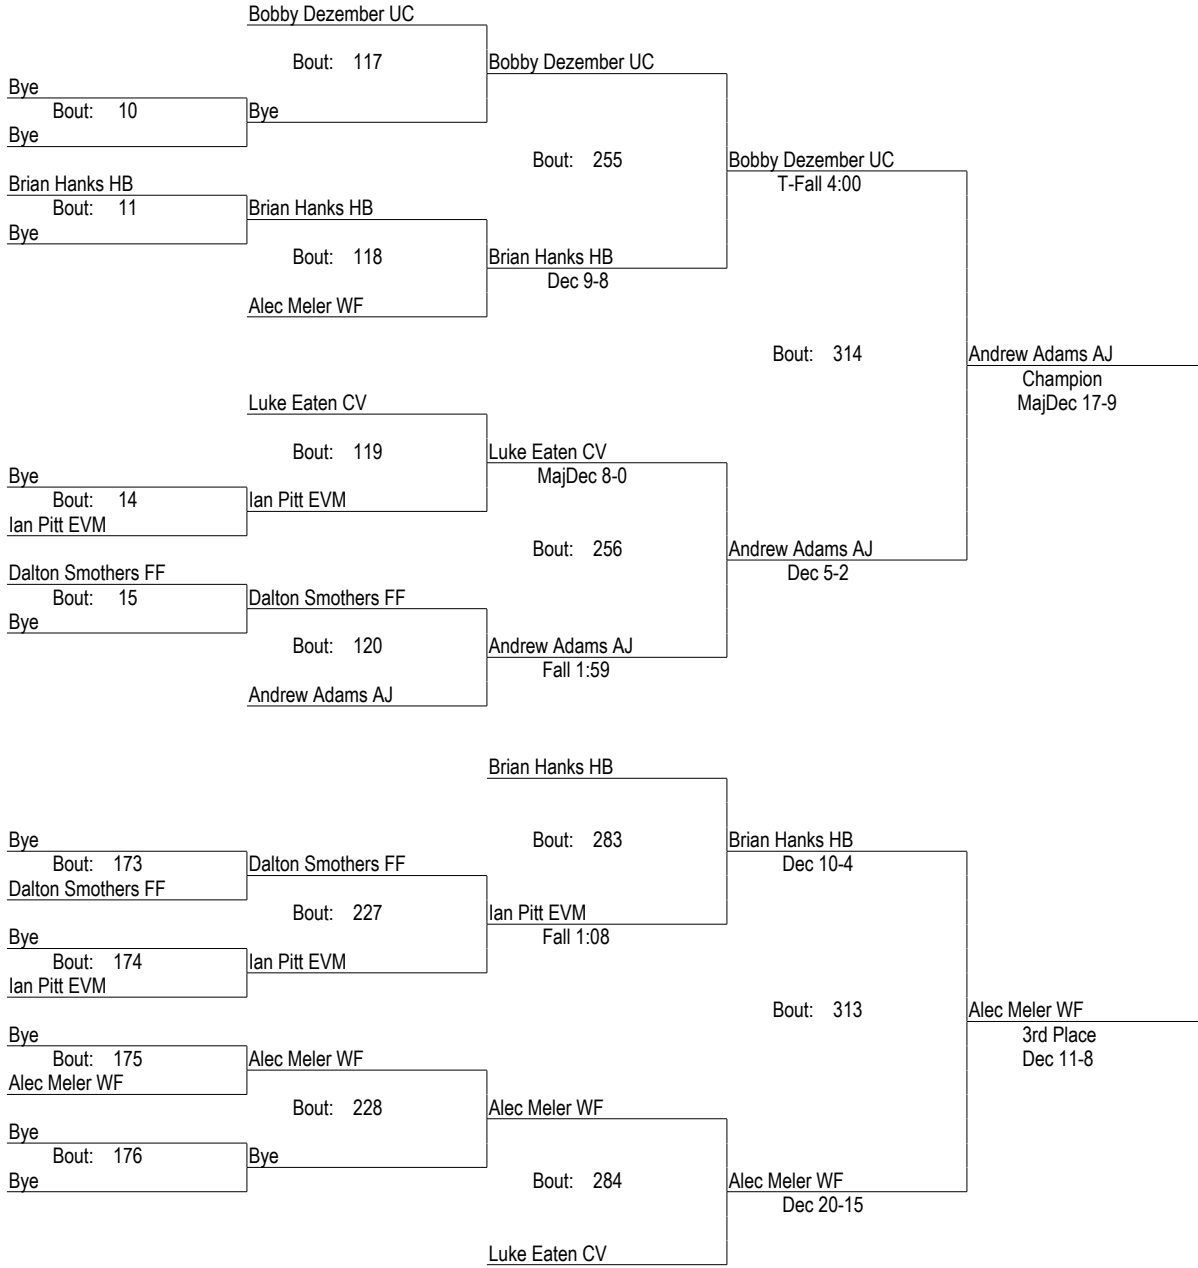 Bobby Dezember UC
Bout: 117
Bobby Dezember UC
Bye
Bout: 10
Bye
Bye
Bout: 255
Bobby Dezember UC
T-Fall 4:00
Brian Hanks HB
Bout: 11
Brian Hanks HB
Bye
Bout: 118
Brian Hanks HB
Dec 9-8
Alec Meler WF
Bout: 314
Andrew Adams AJ
Champion
MajDec 17-9
Luke Eaten CV
Bout: 119
Luke Eaten CV
MajDec 8-0
Bye
Bout: 14
Ian Pitt EVM
Ian Pitt EVM
Bout: 256
Andrew Adams AJ
Dec 5-2
Dalton Smothers FF
Bout: 15
Dalton Smothers FF
Bye
Bout: 120
Andrew Adams AJ
Fall 1:59
Andrew Adams AJ
Brian Hanks HB
Bout: 283
Brian Hanks HB
Dec 10-4
Bye
Bout: 173
Dalton Smothers FF
Dalton Smothers FF
Bout: 227
Ian Pitt EVM
Fall 1:08
Bye
Bout: 174
Ian Pitt EVM
Ian Pitt EVM
Bout: 313
Alec Meler WF
3rd Place
Dec 11-8
Bye
Bout: 175
Alec Meler WF
Alec Meler WF
Bout: 228
Alec Meler WF
Bye
Bout: 176
Bye
Bye
Bout: 284
Alec Meler WF
Dec 20-15
Luke Eaten CV